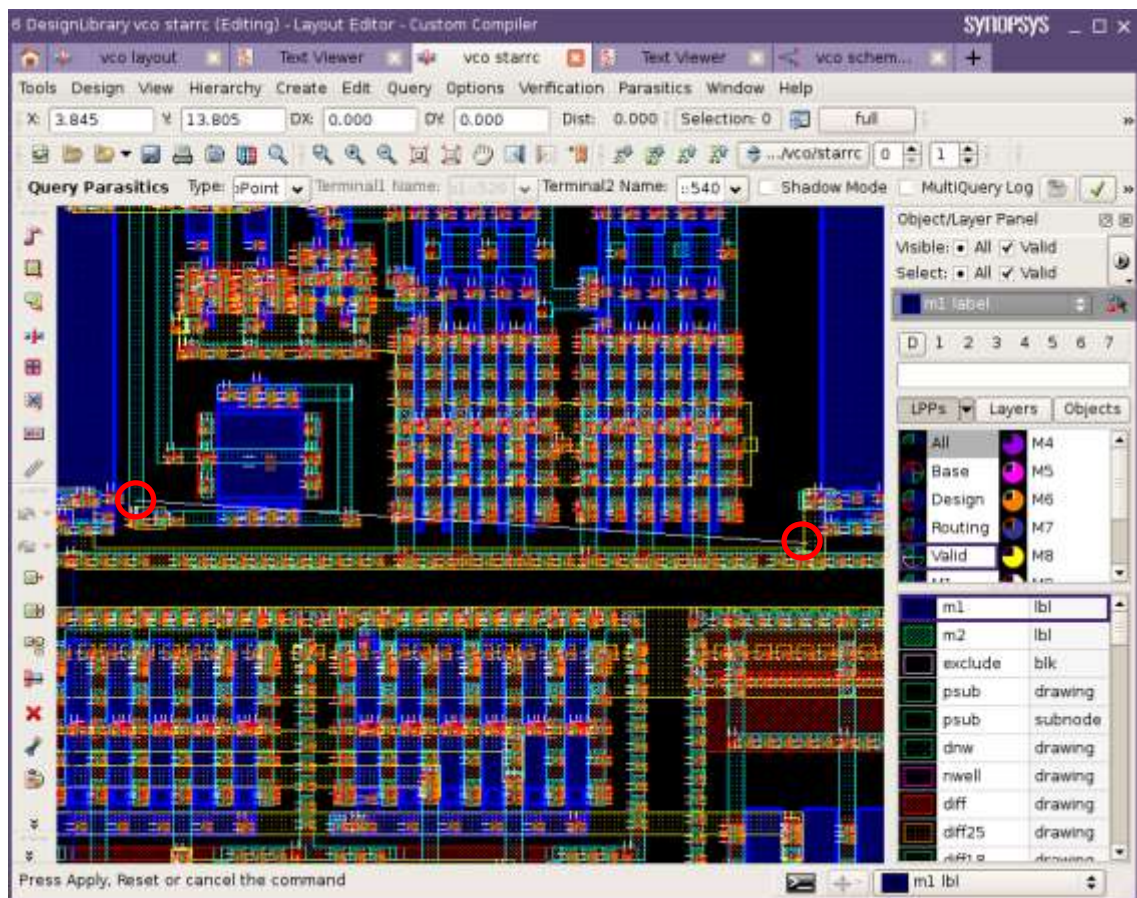 6 DesignLibrary vco starrc (Editing) - Layout Editor - Custom Compiler SYNOPSYS
vco layout Text Viewer vco starrc Text Viewer vco schem... +
Tools Design View Hierarchy Create Edit Query Options Verification Parasitics Window Help
X: 3.845 Y: 13.805 DX: 0.000 DY: 0.000 Dist: 0.000 Selection: 0 full »
.../vco/starrc 0 1
Query Parasitics Type: Point Terminal1 Name: Terminal2 Name: ::540 Shadow Mode MultiQuery Log »
Object/Layer Panel
Visible: All Valid
Select: All Valid
m1 label
D 1 2 3 4 5 6 7
LPPs Layers Objects
All M4
Base M5
Design M6
Routing M7
Valid M8
m1 lbl
m2 lbl
exclude blk
psub drawing
psub subnode
dnw drawing
nwell drawing
diff drawing
diff25 drawing
diff18 drawing
Press Apply, Reset or cancel the command m1 lbl